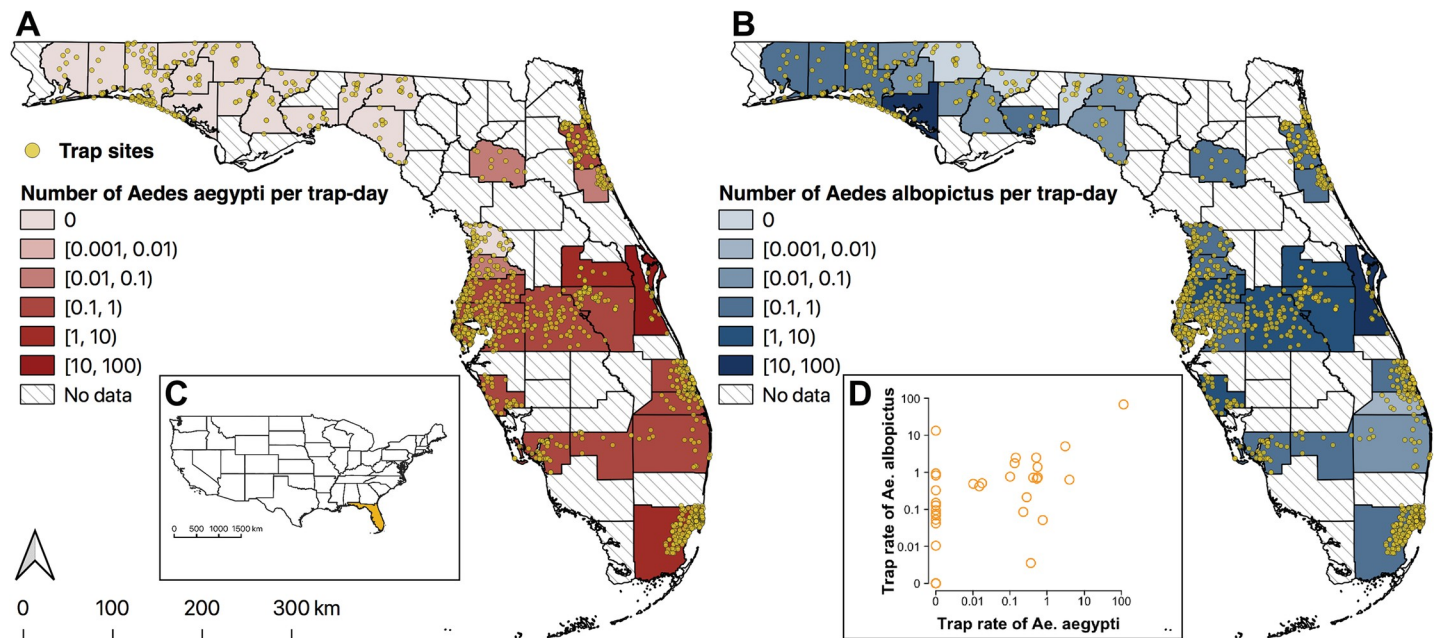 A
Trap sites
Number of Aedes aegypti per trap-day
0
[0.001, 0.01)
[0.01, 0.1)
[0.1, 1)
[1, 10)
[10, 100)
No data
C
0 500 1000 1500 km
0 100 200 300 km
B
Number of Aedes albopictus per trap-day
0
[0.001, 0.01)
[0.01, 0.1)
[0.1, 1)
[1, 10)
[10, 100)
No data
D
Trap rate of Ae. albopictus
100
10
1
0.1
0.01
0
0 0.01 0.1 1 10 100
Trap rate of Ae. aegypti